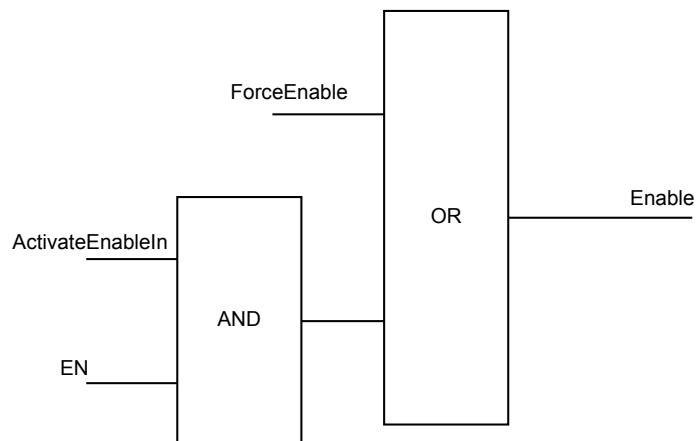 ForceEnable
Enable
OR
ActivateEnableIn
AND
EN